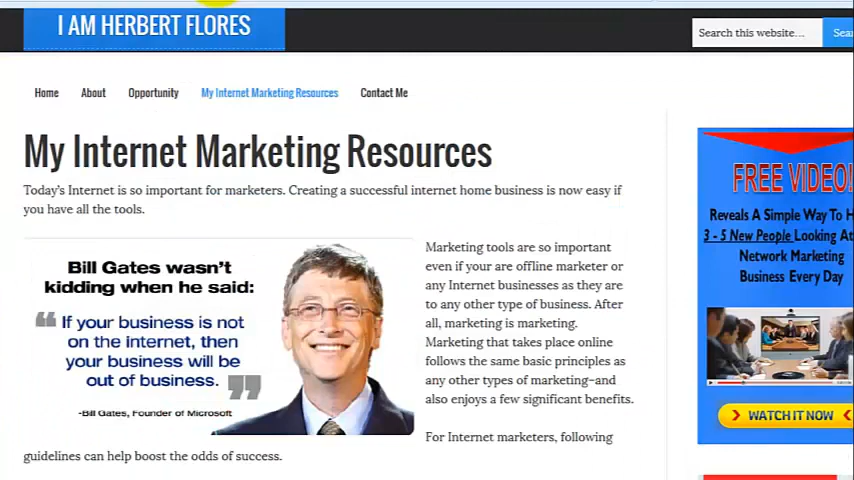 I AM HERBERT FLORES
Search this website...
Home About Opportunity My Internet Marketing Resources Contact Me
My Internet Marketing Resources
Today's Internet is so important for marketers. Creating a successful internet home business is now easy if
you have all the tools.
Bill Gates wasn't
kidding when he said:
"If your business is not
on the internet, then
your business will be
out of business."
-Bill Gates, Founder of Microsoft
Marketing tools are so important
even if your are offline marketer or
any Internet businesses as they are
to any other type of business. After
all, marketing is marketing.
Marketing that takes place online
follows the same basic principles as
any other types of marketing–and
also enjoys a few significant benefits.
For Internet marketers, following
guidelines can help boost the odds of success.
FREE VIDEO!
Reveals A Simple Way To
3 - 5 New People Looking At
Network Marketing
Business Every Day
WATCH IT NOW